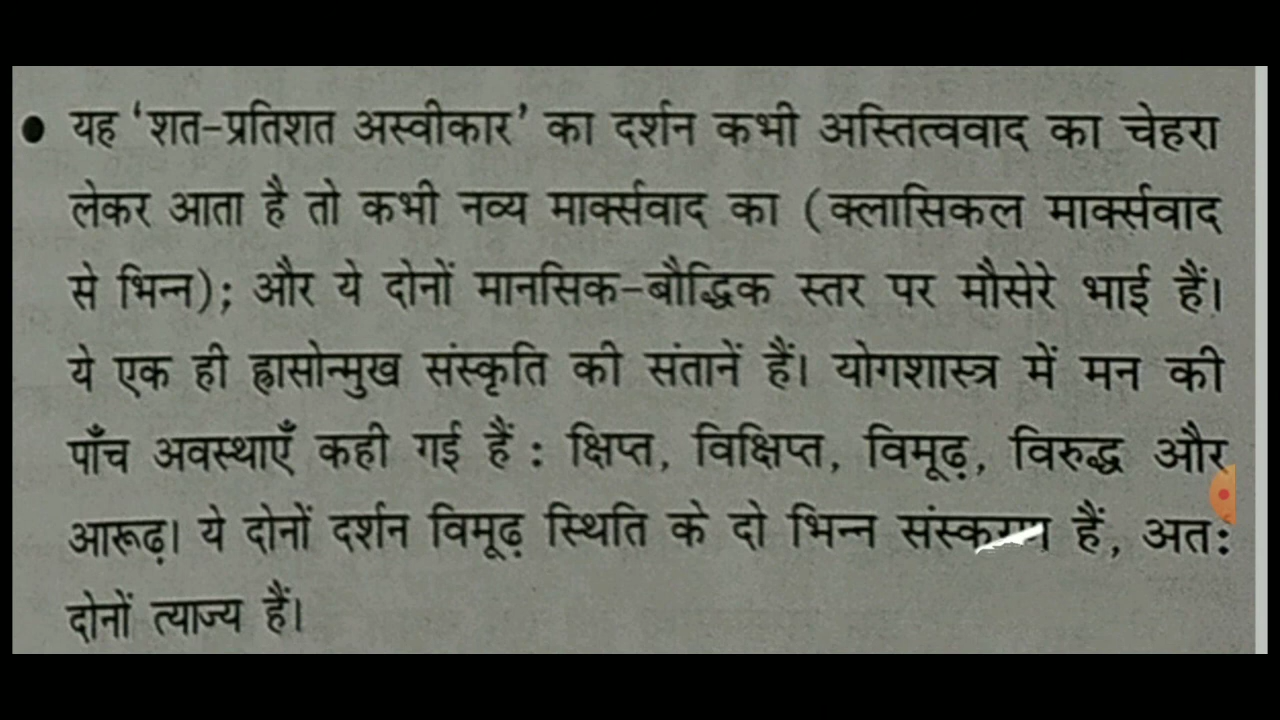 ● यह ‘शत-प्रतिशत अस्वीकार’ का दर्शन कभी अस्तित्ववाद का चेहरा
लेकर आता है तो कभी नव्य मार्क्सवाद का (क्लासिकल मार्क्सवाद
से भिन्न); और ये दोनों मानसिक-बौद्धिक स्तर पर मौसेरे भाई हैं।
ये एक ही ह्रासोन्मुख संस्कृति की संतानें हैं। योगशास्त्र में मन की
पाँच अवस्थाएँ कही गई हैं : क्षिप्त, विक्षिप्त, विमूढ़, विरुद्ध और
आरूढ़। ये दोनों दर्शन विमूढ़ स्थिति के दो भिन्न संस्करण हैं, अतः
दोनों त्याज्य हैं।